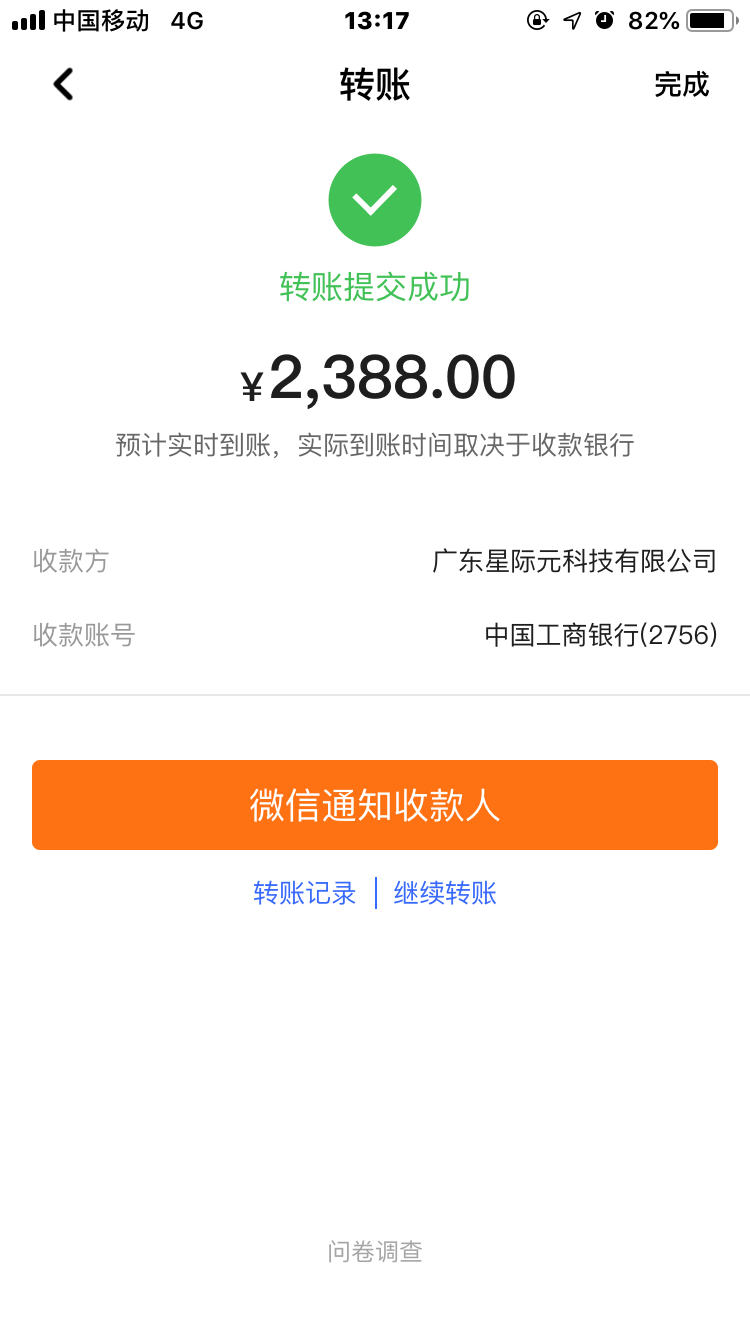 中国移动 4G 13:17 82%
转账 完成
转账提交成功
¥2,388.00
预计实时到账，实际到账时间取决于收款银行
收款方 广东星际元科技有限公司
收款账号 中国工商银行(2756)
微信通知收款人
转账记录 | 继续转账
问卷调查